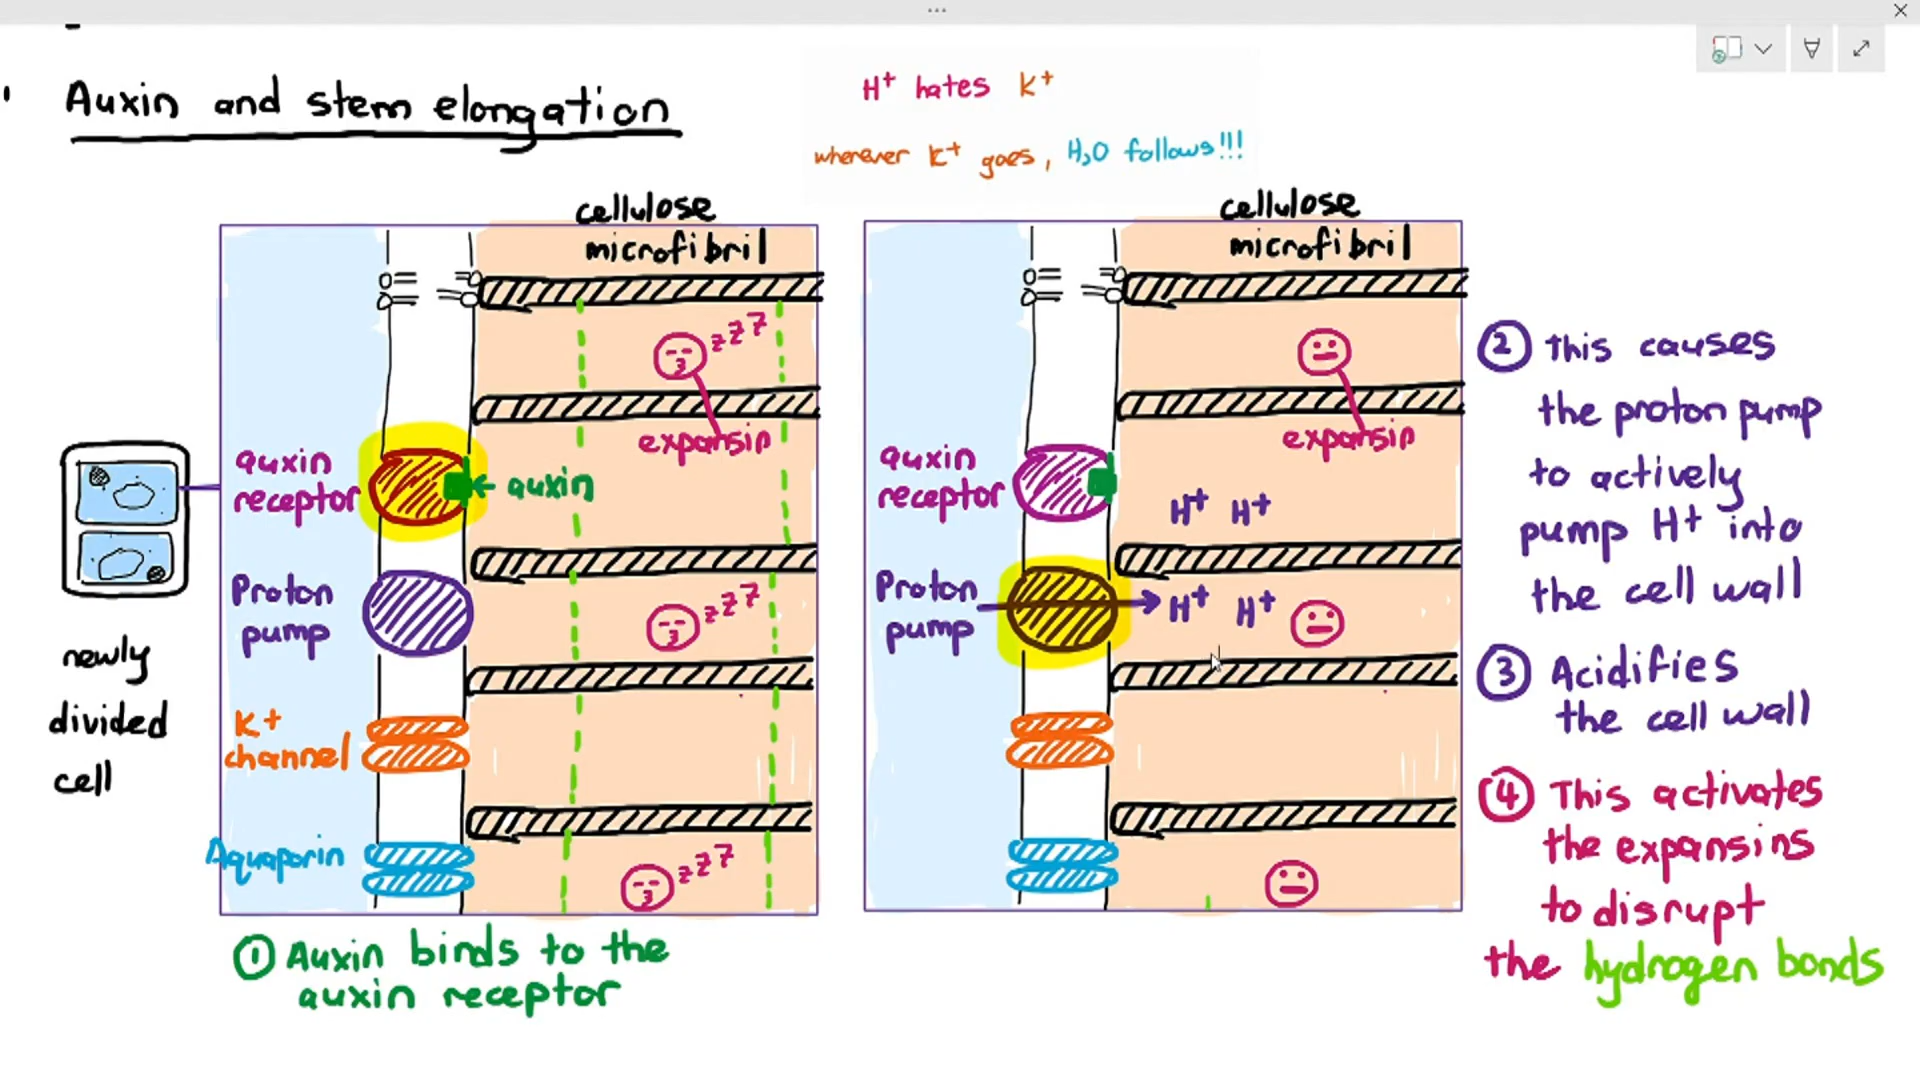 Auxin and stem elongation
H+ hates K+
whenever K+ goes, H2O follows!!!
cellulose
microfibril
zzz
expansin
auxin
receptor
auxin
Proton
pump
zzz
K+
channel
Aquaporin
zzz
newly
divided
cell
① Auxin binds to the
auxin receptor
cellulose
microfibril
expansin
auxin
receptor
H+ H+
Proton
pump
H+ H+
② This causes
the proton pump
to actively
pump H+ into
the cell wall
③ Acidifies
the cell wall
④ This activates
the expansins
to disrupt
the hydrogen bonds